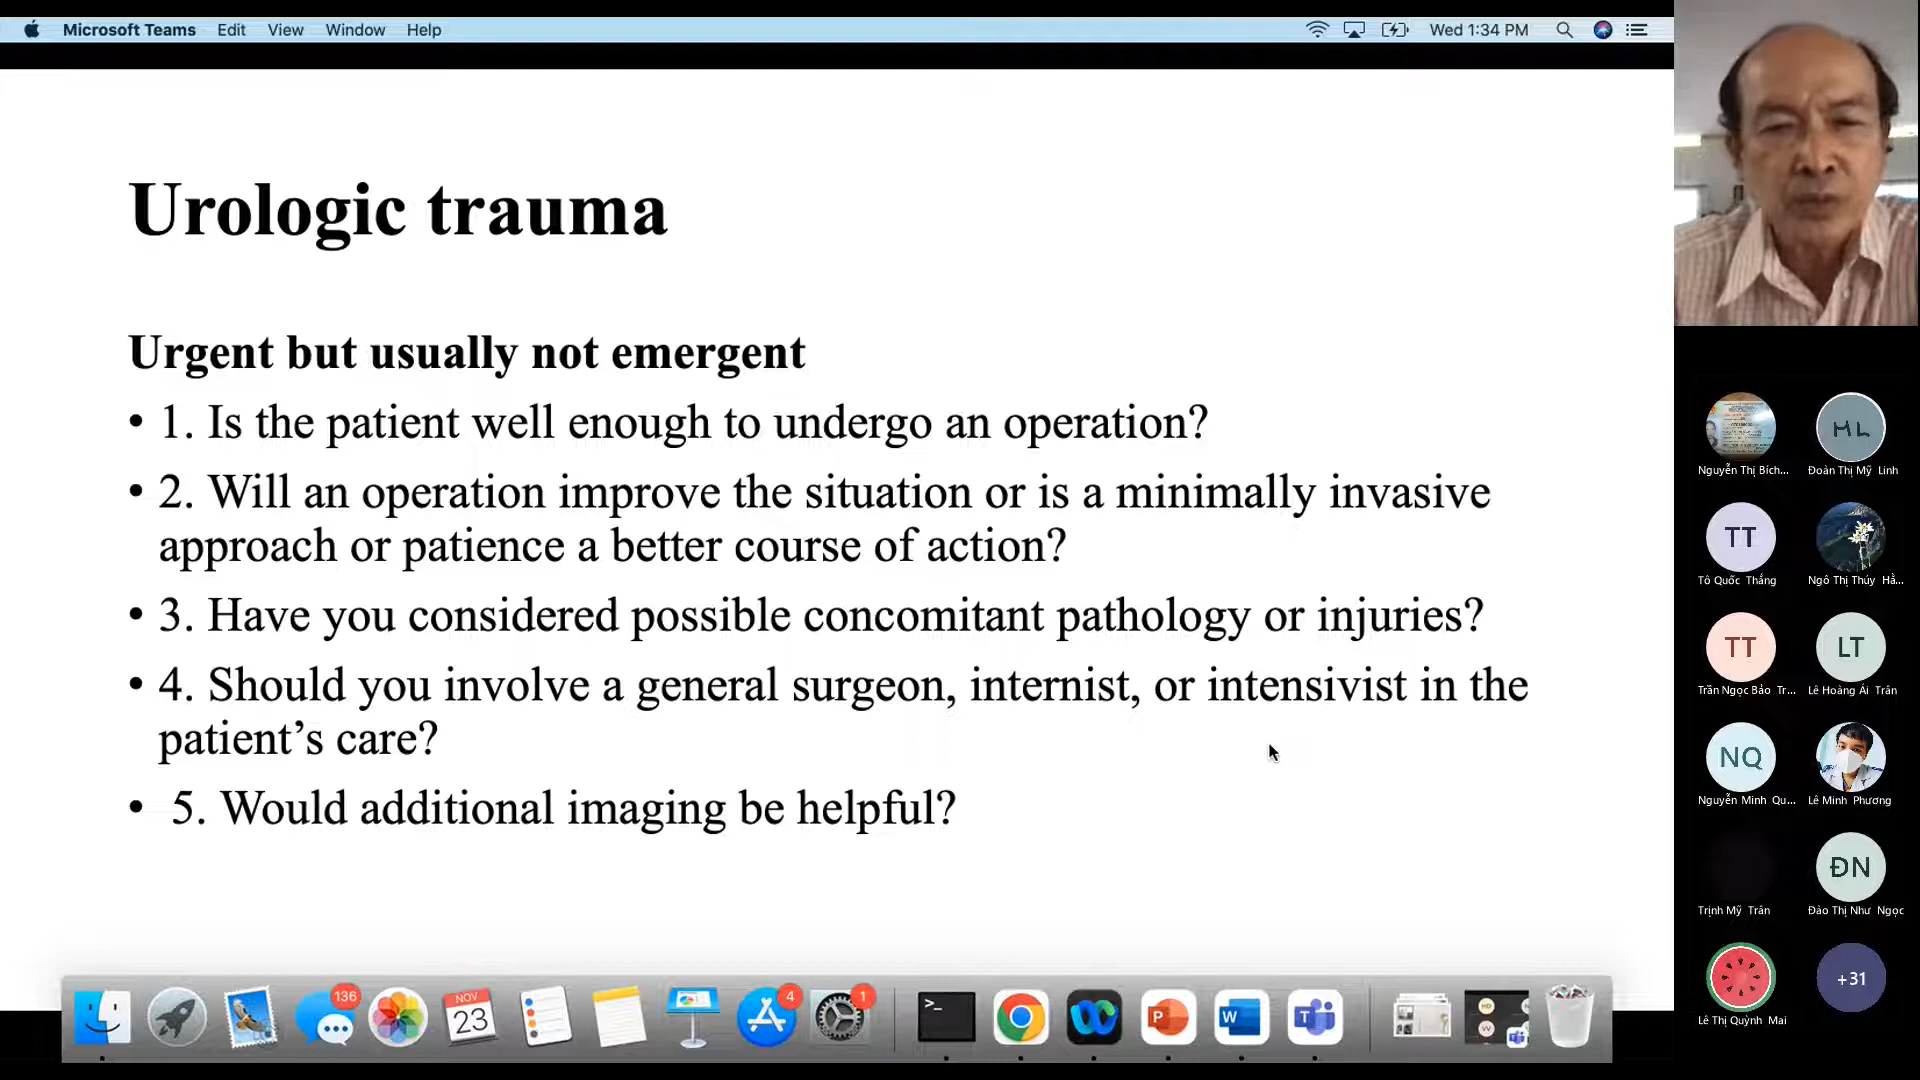 Microsoft Teams Edit View Window Help Wed 1:34 PM
Urologic trauma
Urgent but usually not emergent
• 1. Is the patient well enough to undergo an operation?
• 2. Will an operation improve the situation or is a minimally invasive
approach or patience a better course of action?
• 3. Have you considered possible concomitant pathology or injuries?
• 4. Should you involve a general surgeon, internist, or intensivist in the
patient’s care?
• 5. Would additional imaging be helpful?
ML
Nguyễn Thị Bích... Đoàn Thị Mỹ Linh
TT
Tô Quốc Thắng Ngô Thị Thúy Hằ...
TT LT
Trần Ngọc Bảo Tr... Lê Hoàng Ái Trân
NQ
Nguyễn Minh Qu... Lê Minh Phương
ĐN
Trịnh Mỹ Trân Đào Thị Như Ngọc
+31
Lê Thị Quỳnh Mai
136
NOV
23
4
1
>_
P
W
T